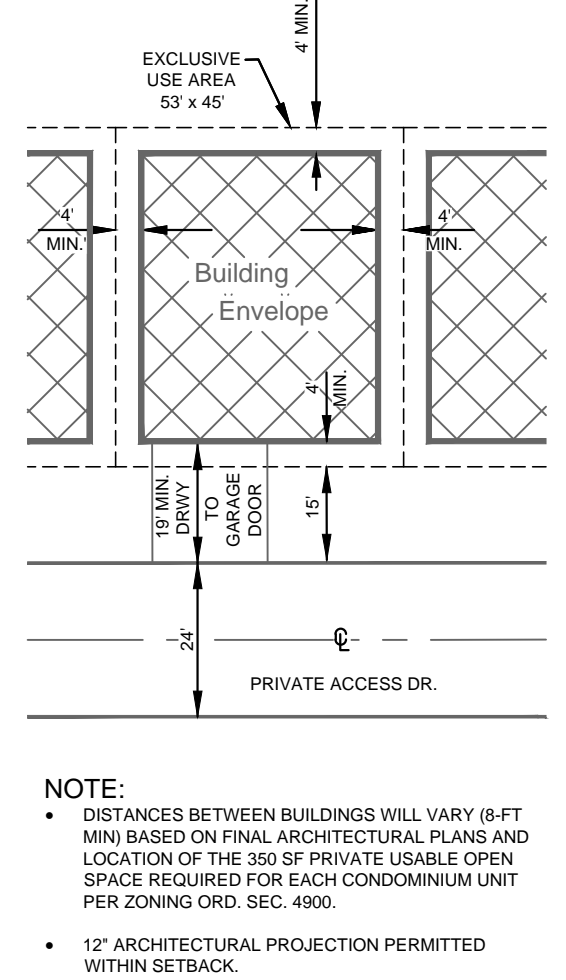 4' MIN.
EXCLUSIVE
USE AREA
53' x 45'
4'
MIN.'
4'
MIN.
Building
Envelope
4'
MIN.
19' MIN.
DRWY
TO
GARAGE
DOOR
15'
24'
℄
PRIVATE ACCESS DR.
NOTE:
• DISTANCES BETWEEN BUILDINGS WILL VARY (8-FT
MIN) BASED ON FINAL ARCHITECTURAL PLANS AND
LOCATION OF THE 350 SF PRIVATE USABLE OPEN
SPACE REQUIRED FOR EACH CONDOMINIUM UNIT
PER ZONING ORD. SEC. 4900.
• 12" ARCHITECTURAL PROJECTION PERMITTED
WITHIN SETBACK.